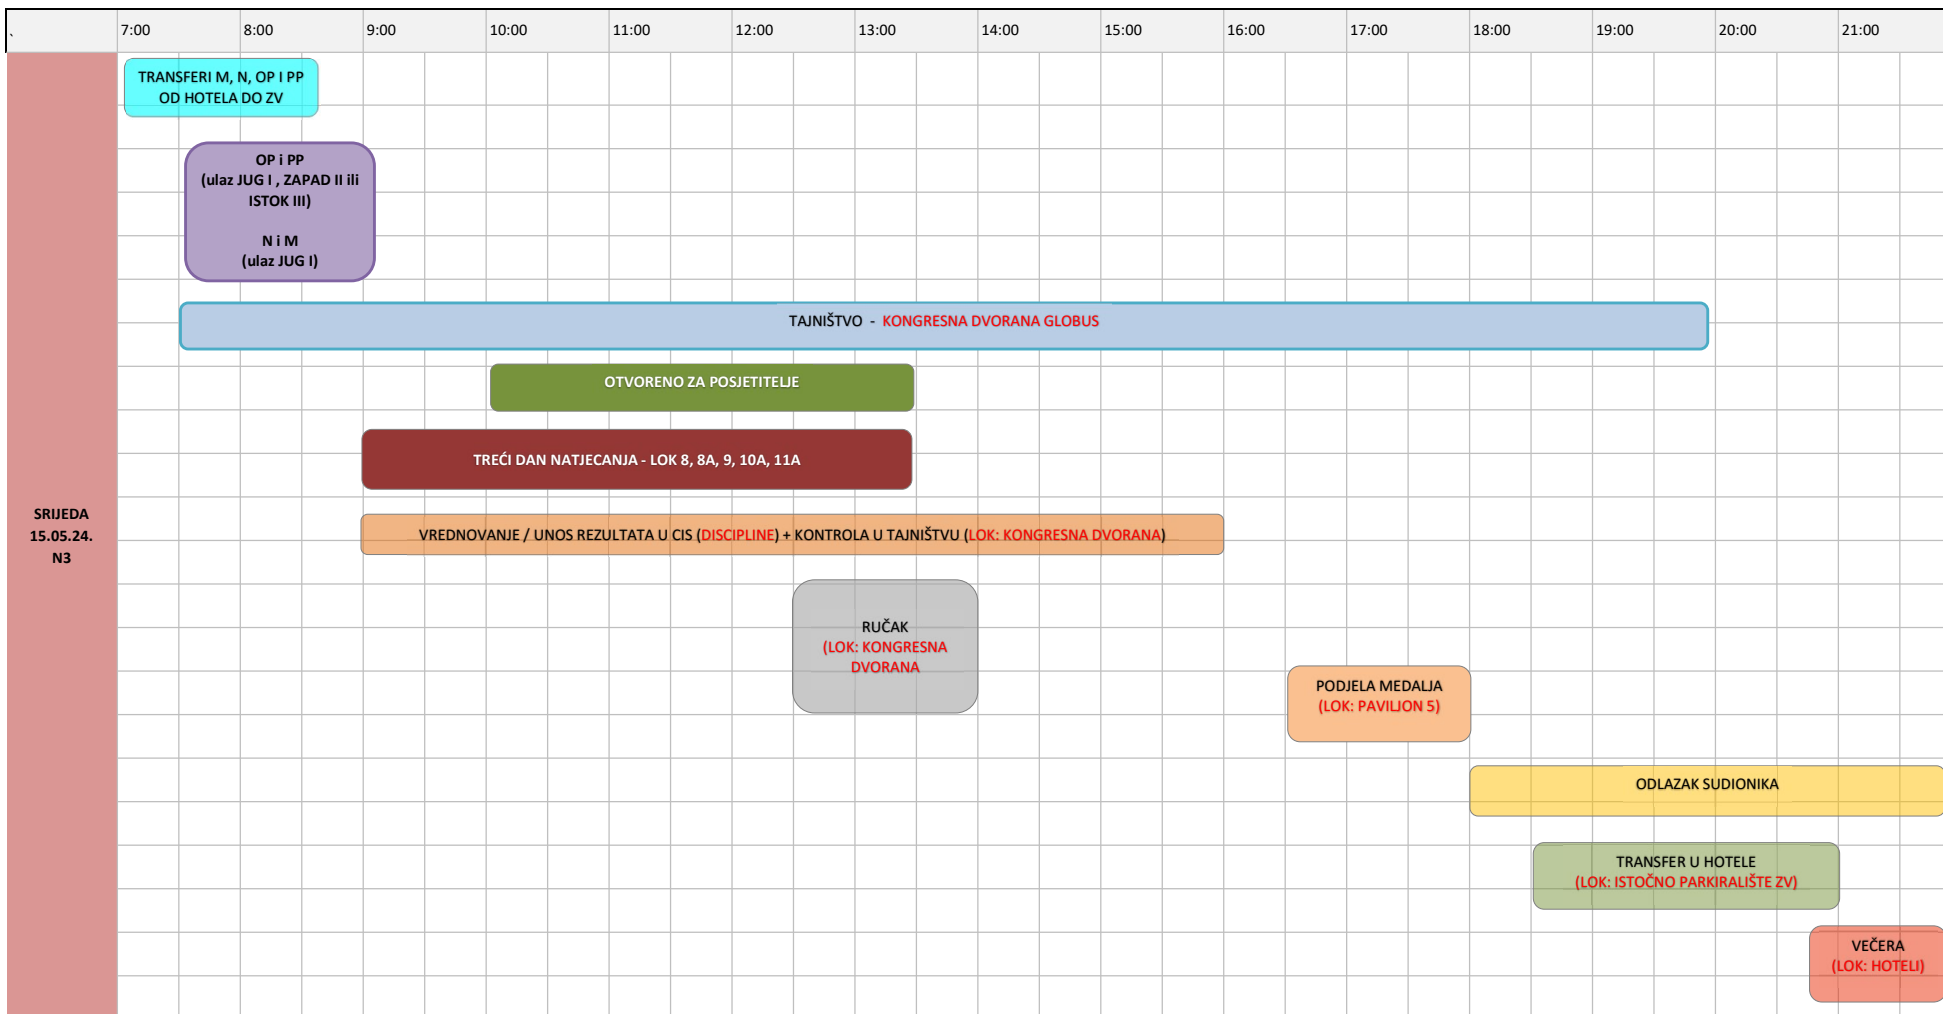 ` 7:00 8:00 9:00 10:00 11:00 12:00 13:00 14:00 15:00 16:00 17:00 18:00 19:00 20:00 21:00
TRANSFERI M, N, OP I PP
OD HOTELA DO ZV
OP i PP
(ulaz JUG I , ZAPAD II ili
ISTOK III)
N i M
(ulaz JUG I)
TAJNIŠTVO - KONGRESNA DVORANA GLOBUS
OTVORENO ZA POSJETITELJE
TREĆI DAN NATJECANJA - LOK 8, 8A, 9, 10A, 11A
SRIJEDA
15.05.24.
N3
VREDNOVANJE / UNOS REZULTATA U CIS (DISCIPLINE) + KONTROLA U TAJNIŠTVU (LOK: KONGRESNA DVORANA)
RUČAK
(LOK: KONGRESNA
DVORANA
PODJELA MEDALJA
(LOK: PAVILJON 5)
ODLAZAK SUDIONIKA
TRANSFER U HOTELE
(LOK: ISTOČNO PARKIRALIŠTE ZV)
VEČERA
(LOK: HOTELI)